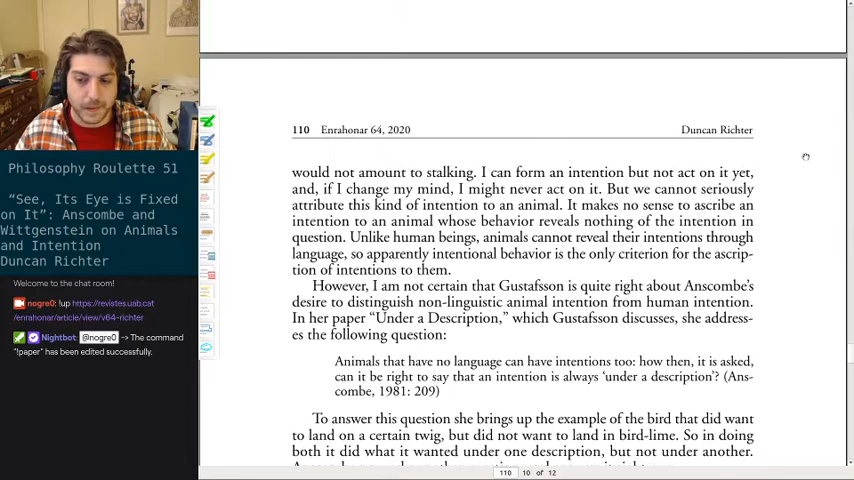 Philosophy Roulette 51
“See, Its Eye is Fixed
on It”: Anscombe and
Wittgenstein on Animals
and Intention
Duncan Richter
Welcome to the chat room!
nogre0: !up https://revistes.uab.cat
/enrahonar/article/view/v64-richter
Nightbot: @nogre0 -> The command
"!paper" has been edited successfully.
110 Enrahonar 64, 2020 Duncan Richter
would not amount to stalking. I can form an intention but not act on it yet,
and, if I change my mind, I might never act on it. But we cannot seriously
attribute this kind of intention to an animal. It makes no sense to ascribe an
intention to an animal whose behavior reveals nothing of the intention in
question. Unlike human beings, animals cannot reveal their intentions through
language, so apparently intentional behavior is the only criterion for the ascrip-
tion of intentions to them.
However, I am not certain that Gustafsson is quite right about Anscombe’s
desire to distinguish non-linguistic animal intention from human intention.
In her paper “Under a Description,” which Gustafsson discusses, she address-
es the following question:
Animals that have no language can have intentions too: how then, it is asked,
can it be right to say that an intention is always ‘under a description’? (Ans-
combe, 1981: 209)
To answer this question she brings up the example of the bird that did want
to land on a certain twig, but did not want to land in bird-lime. So in doing
both it did what it wanted under one description, but not under another.
110 10 of 12